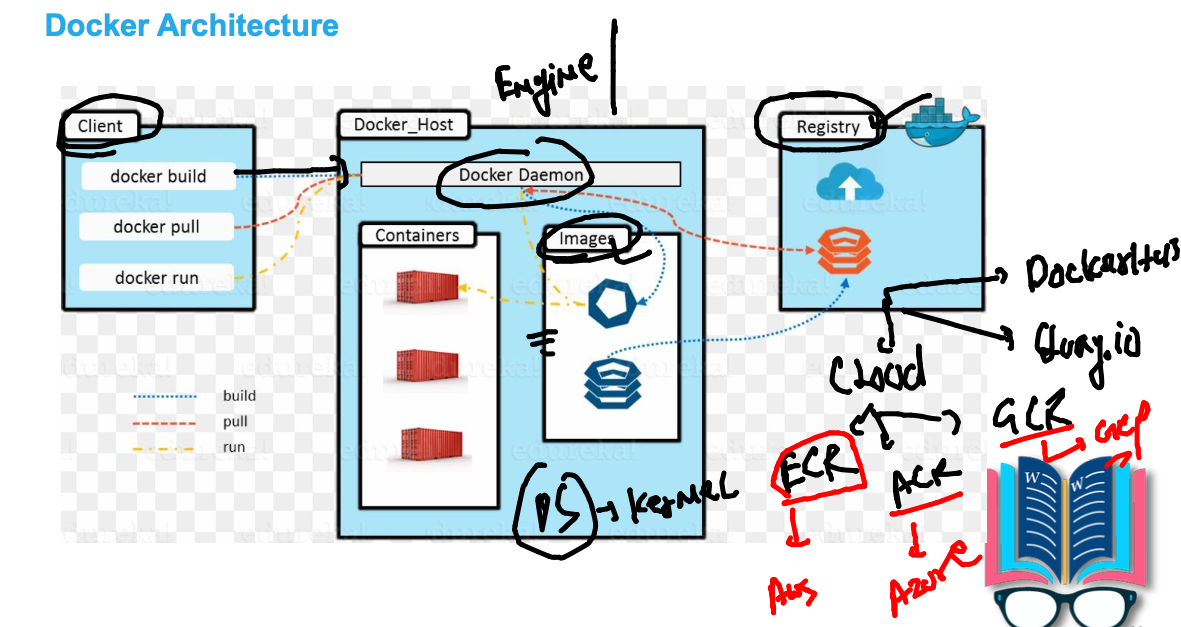 Docker Architecture
Engine
Client
Docker_Host
Registry
docker build
Docker Daemon
docker pull
Containers
Images
docker run
DockerHub
Quay.io
Cloud
build
pull
run
GCR
GCP
ECR
ACR
OS → Kernel
AWS
Azure
W
W
edureka!